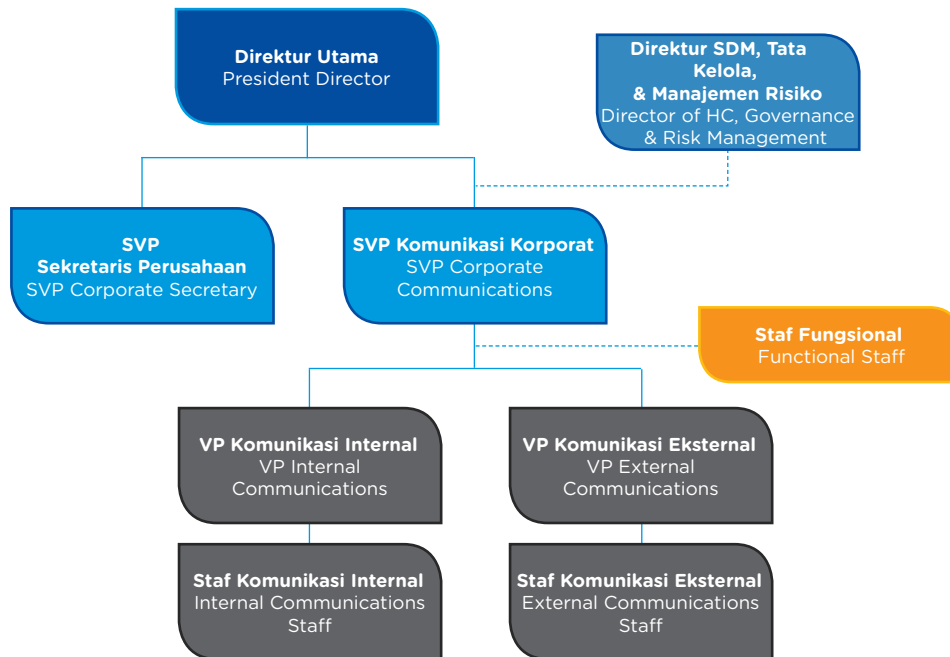 Direktur Utama
President Director
Direktur SDM, Tata
Kelola,
& Manajemen Risiko
Director of HC, Governance
& Risk Management
SVP
Sekretaris Perusahaan
SVP Corporate Secretary
SVP Komunikasi Korporat
SVP Corporate
Communications
Staf Fungsional
Functional Staff
VP Komunikasi Internal
VP Internal
Communications
VP Komunikasi Eksternal
VP External
Communications
Staf Komunikasi Internal
Internal Communications
Staff
Staf Komunikasi Eksternal
External Communications
Staff